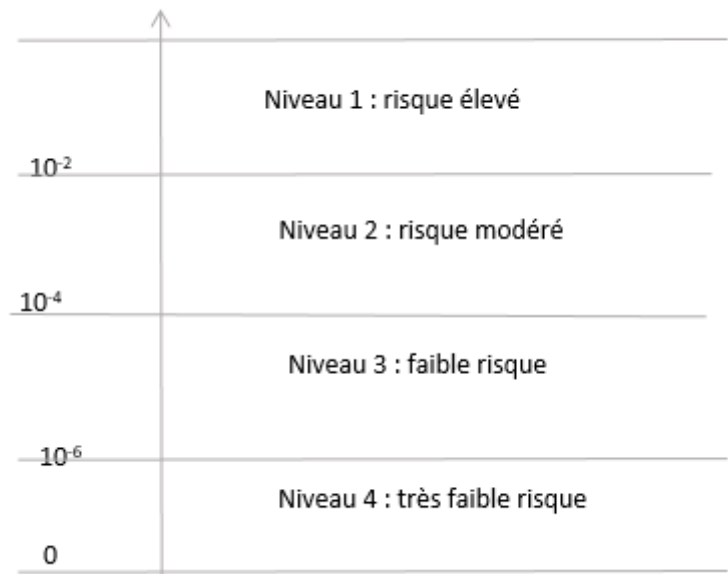 Niveau 1 : risque élevé
10⁻²
Niveau 2 : risque modéré
10⁻⁴
Niveau 3 : faible risque
10⁻⁶
Niveau 4 : très faible risque
0